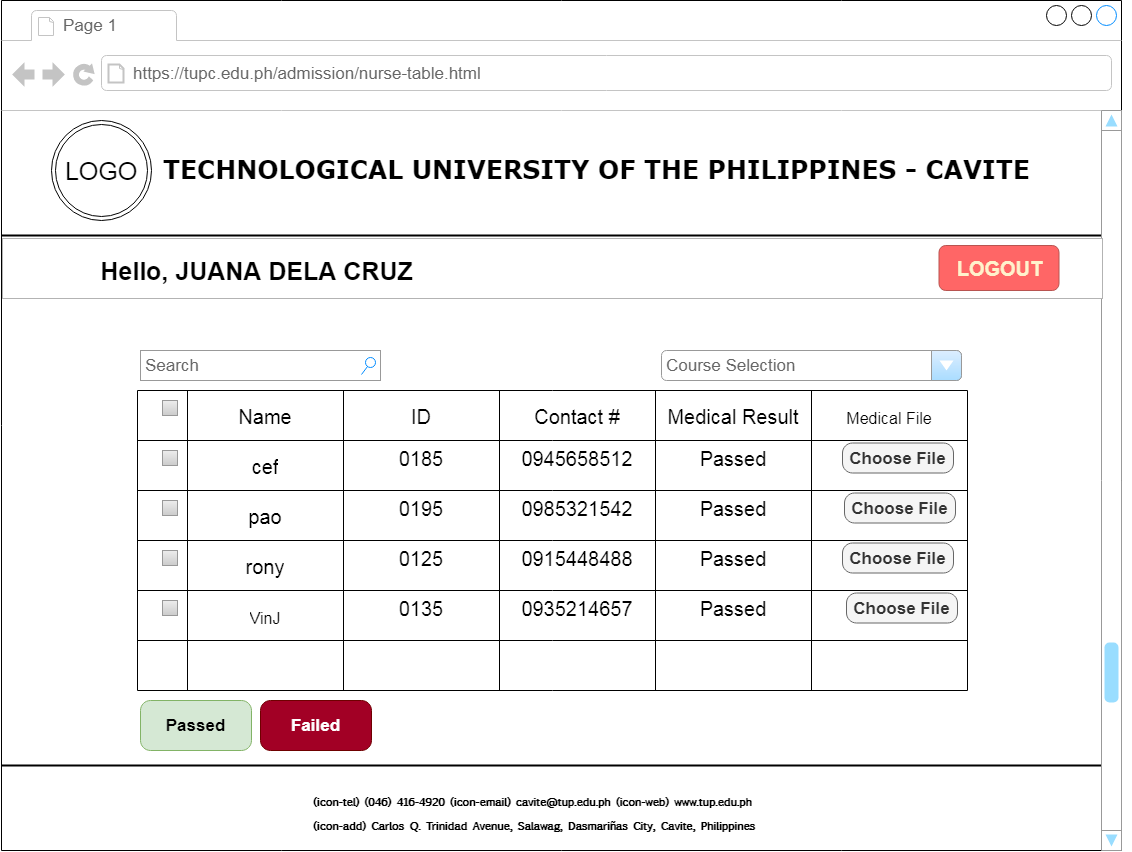 Page 1
https://tupc.edu.ph/admission/nurse-table.html
LOGO TECHNOLOGICAL UNIVERSITY OF THE PHILIPPINES - CAVITE
Hello, JUANA DELA CRUZ LOGOUT
Search Course Selection
Name ID Contact # Medical Result Medical File
cef 0185 0945658512 Passed Choose File
pao 0195 0985321542 Passed Choose File
rony 0125 0915448488 Passed Choose File
VinJ 0135 0935214657 Passed Choose File
Passed Failed
(icon-tel) (046) 416-4920 (icon-email) cavite@tup.edu.ph (icon-web) www.tup.edu.ph
(icon-add) Carlos Q. Trinidad Avenue, Salawag, Dasmariñas City, Cavite, Philippines